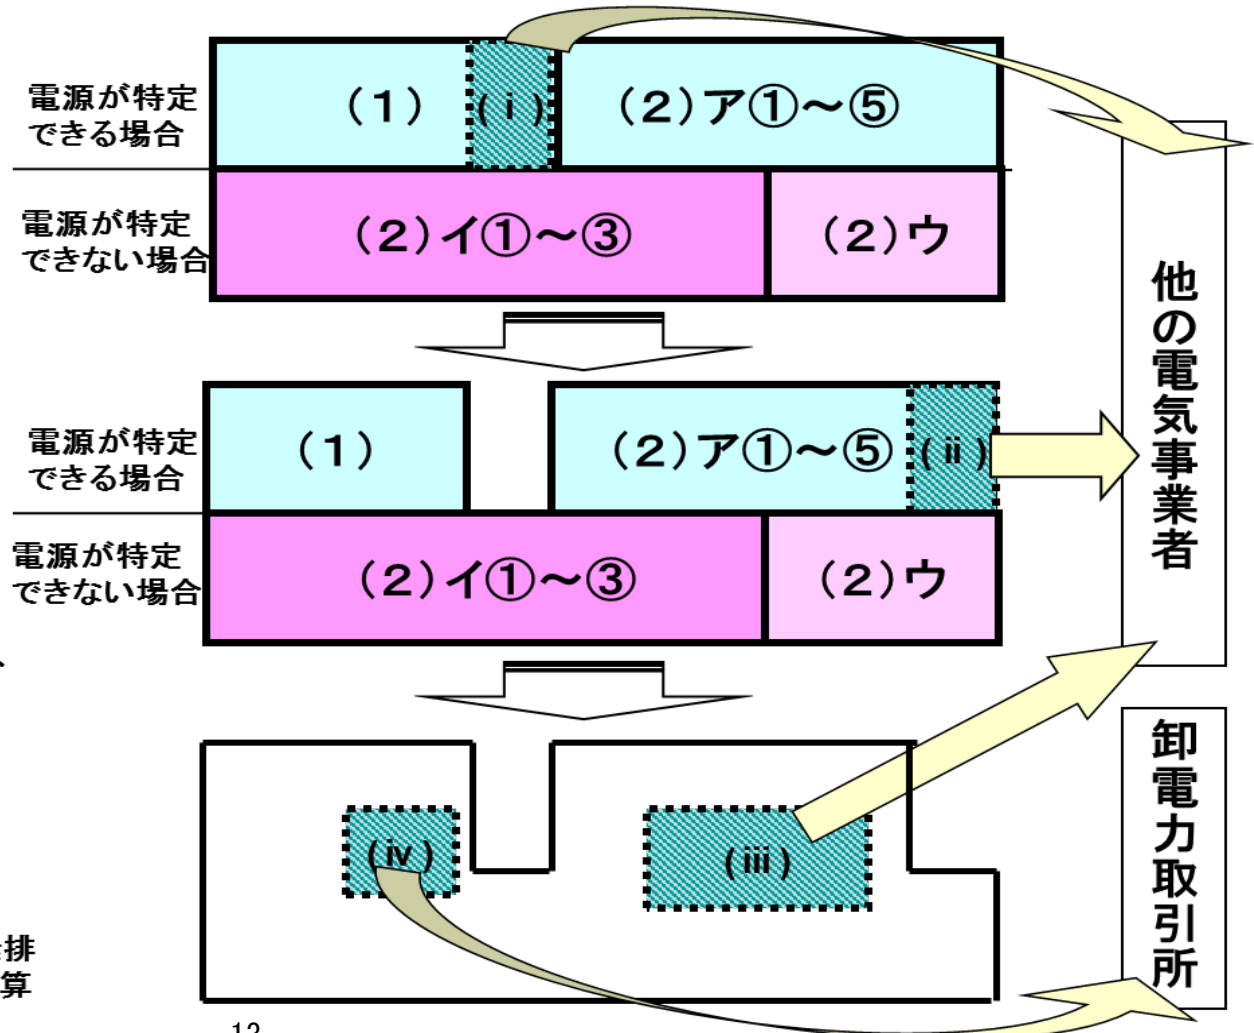 電源が特定
できる場合
(１)
(ⅰ)
(２)ア①～⑤
電源が特定
できない場合
(２)イ①～③
(２)ウ
他の電気事業者
電源が特定
できる場合
(１)
(２)ア①～⑤
(ⅱ)
電源が特定
できない場合
(２)イ①～③
(２)ウ
、
(ⅳ)
(ⅲ)
卸電力取引所
排
算